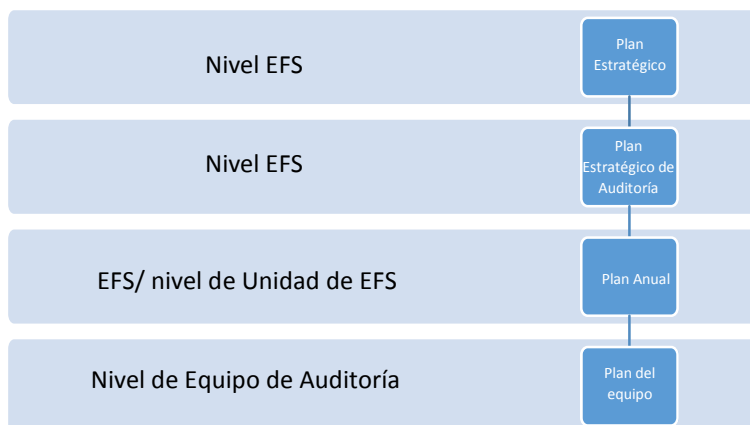 Nivel EFS
Plan
Estratégico
Nivel EFS
Plan
Estratégico de
Auditoría
EFS/ nivel de Unidad de EFS
Plan Anual
Nivel de Equipo de Auditoría
Plan del
equipo